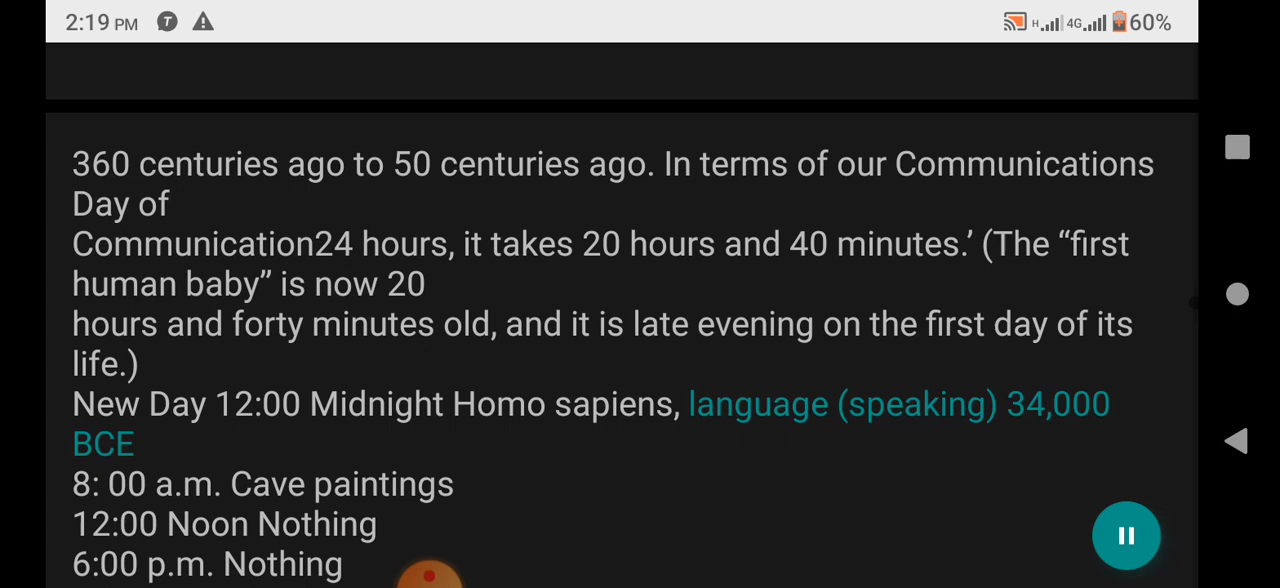 2:19 PM
H 4G 60%
360 centuries ago to 50 centuries ago. In terms of our Communications
Day of
Communication24 hours, it takes 20 hours and 40 minutes.’ (The “first
human baby” is now 20
hours and forty minutes old, and it is late evening on the first day of its
life.)
New Day 12:00 Midnight Homo sapiens, language (speaking) 34,000
BCE
8: 00 a.m. Cave paintings
12:00 Noon Nothing
6:00 p.m. Nothing